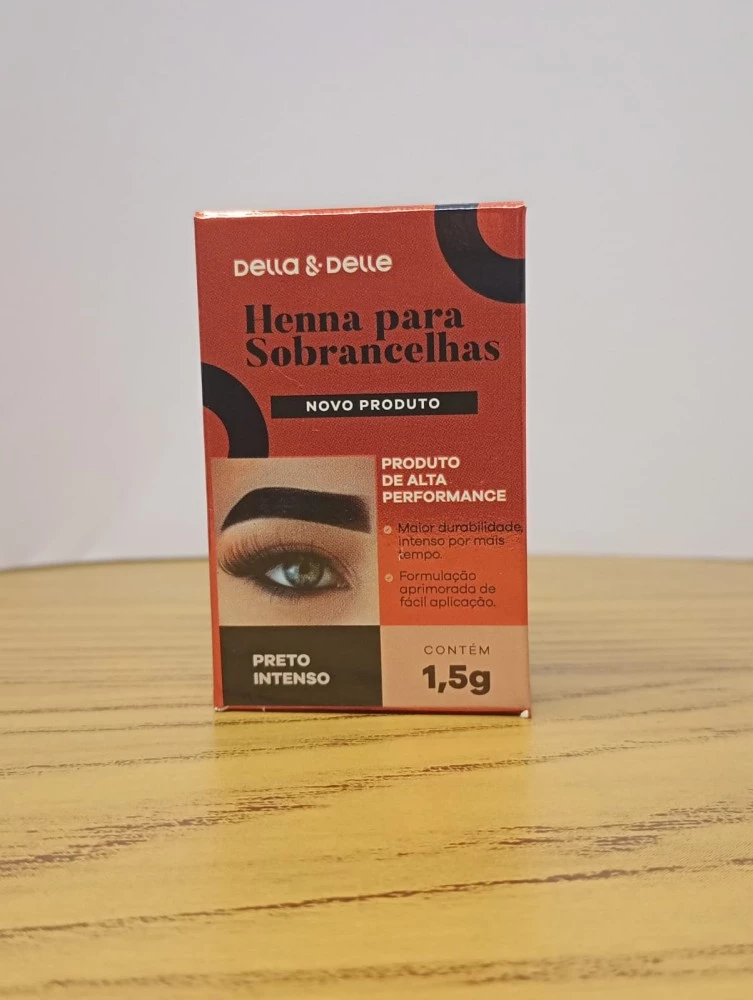 Della & Delle
Henna para
Sobrancelhas
NOVO PRODUTO
PRODUTO
DE ALTA
PERFORMANCE
Maior durabilidade,
intenso por mais
tempo.
Formulação
aprimorada de
fácil aplicação.
PRETO
INTENSO
CONTÉM
1,5g